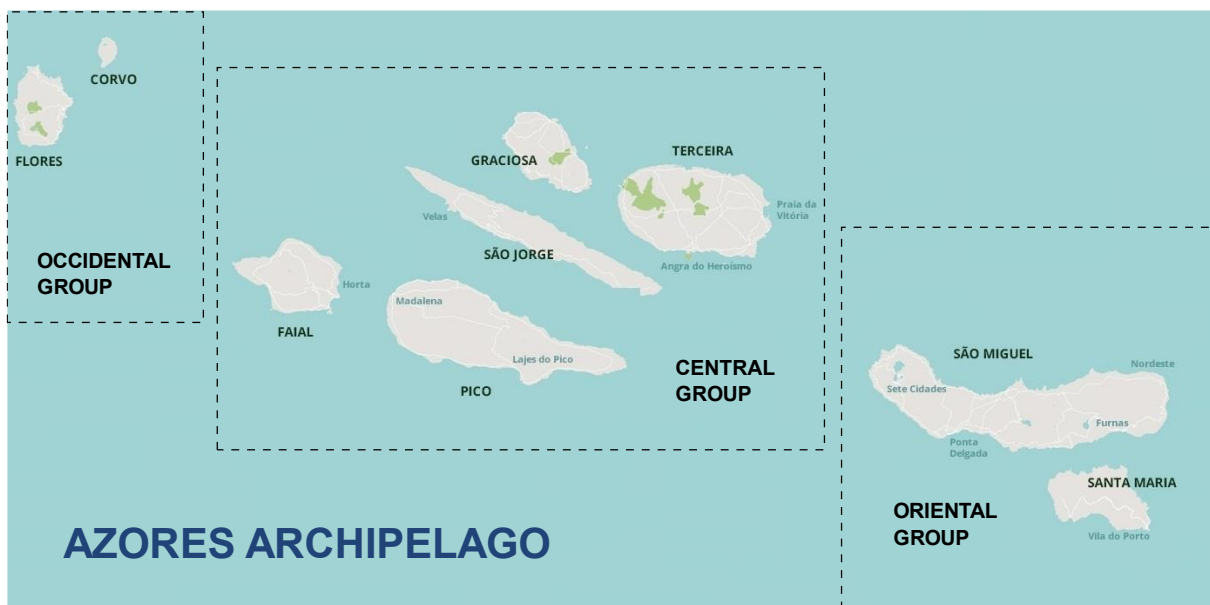 CORVO
FLORES
OCCIDENTAL
GROUP
GRACIOSA
TERCEIRA
Praia da
Vitória
Velas
SÃO JORGE
Angra do Heroísmo
Horta
FAIAL
Madalena
Lajes do Pico
PICO
CENTRAL
GROUP
SÃO MIGUEL
Nordeste
Sete Cidades
Furnas
Ponta
Delgada
SANTA MARIA
Vila do Porto
ORIENTAL
GROUP
AZORES ARCHIPELAGO